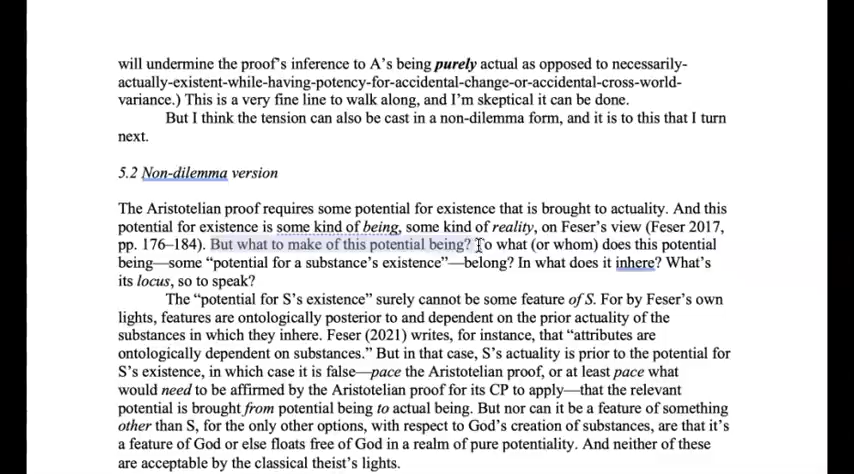 will undermine the proof's inference to A's being purely actual as opposed to necessarily-
actually-existent-while-having-potency-for-accidental-change-or-accidental-cross-world-
variance.) This is a very fine line to walk along, and I'm skeptical it can be done.
But I think the tension can also be cast in a non-dilemma form, and it is to this that I turn
next.
5.2 Non-dilemma version
The Aristotelian proof requires some potential for existence that is brought to actuality. And this
potential for existence is some kind of being, some kind of reality, on Feser's view (Feser 2017,
pp. 176–184). But what to make of this potential being? To what (or whom) does this potential
being—some “potential for a substance's existence”—belong? In what does it inhere? What's
its locus, so to speak?
The “potential for S's existence” surely cannot be some feature of S. For by Feser's own
lights, features are ontologically posterior to and dependent on the prior actuality of the
substances in which they inhere. Feser (2021) writes, for instance, that “attributes are
ontologically dependent on substances.” But in that case, S's actuality is prior to the potential for
S's existence, in which case it is false—pace the Aristotelian proof, or at least pace what
would need to be affirmed by the Aristotelian proof for its CP to apply—that the relevant
potential is brought from potential being to actual being. But nor can it be a feature of something
other than S, for the only other options, with respect to God's creation of substances, are that it's
a feature of God or else floats free of God in a realm of pure potentiality. And neither of these
are acceptable by the classical theist's lights.